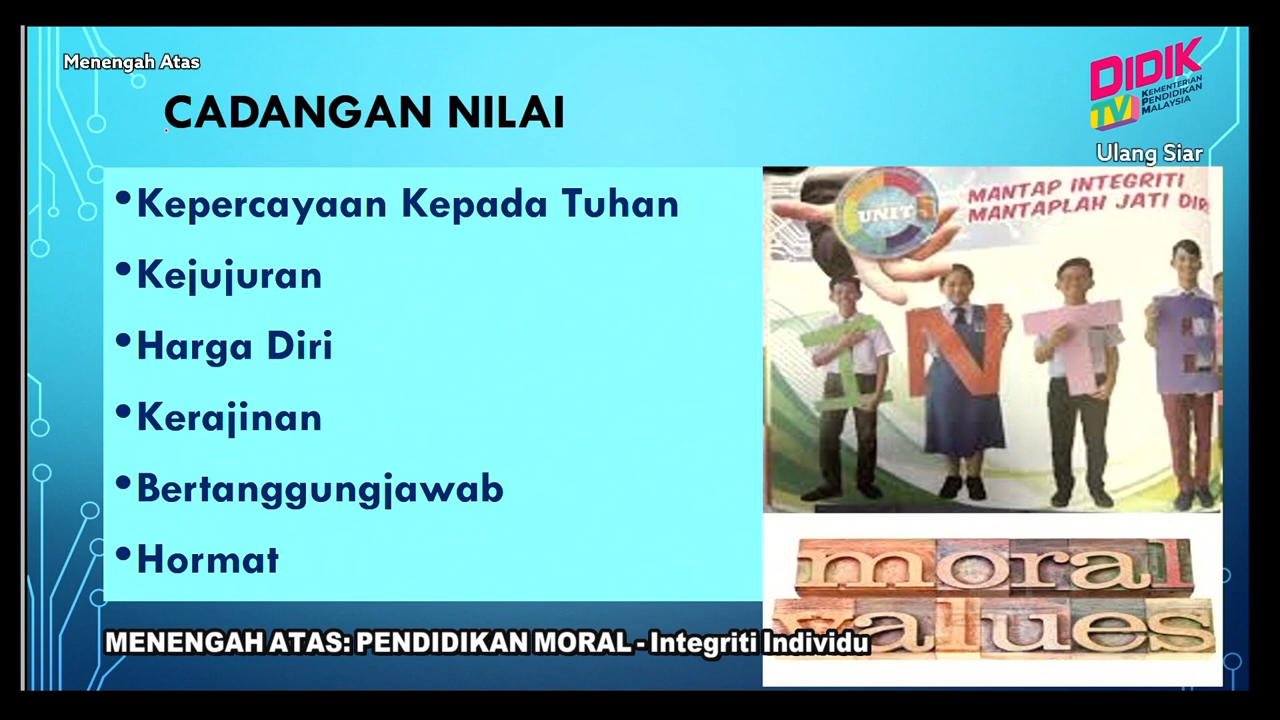 Menengah Atas
DIDIK
TV
KEMENTERIAN
PENDIDIKAN
MALAYSIA
Ulang Siar
CADANGAN NILAI
•Kepercayaan Kepada Tuhan
•Kejujuran
•Harga Diri
•Kerajinan
•Bertanggungjawab
•Hormat
UNIT
MANTAP INTEGRITI
MANTAPLAH JATI DIRI
INTE
moral
values
MENENGAH ATAS: PENDIDIKAN MORAL - Integriti Individu